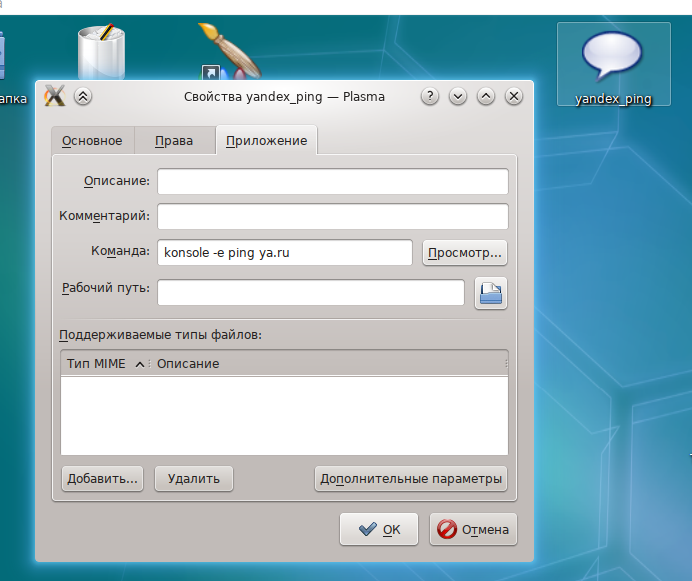 а
апка
yandex_ping
Свойства yandex_ping — Plasma
?
Основное
Права
Приложение
Описание:
Комментарий:
Команда:
konsole -e ping ya.ru
Просмотр...
Рабочий путь:
Поддерживаемые типы файлов:
Тип MIME
Описание
Добавить...
Удалить
Дополнительные параметры
ОК
Отмена